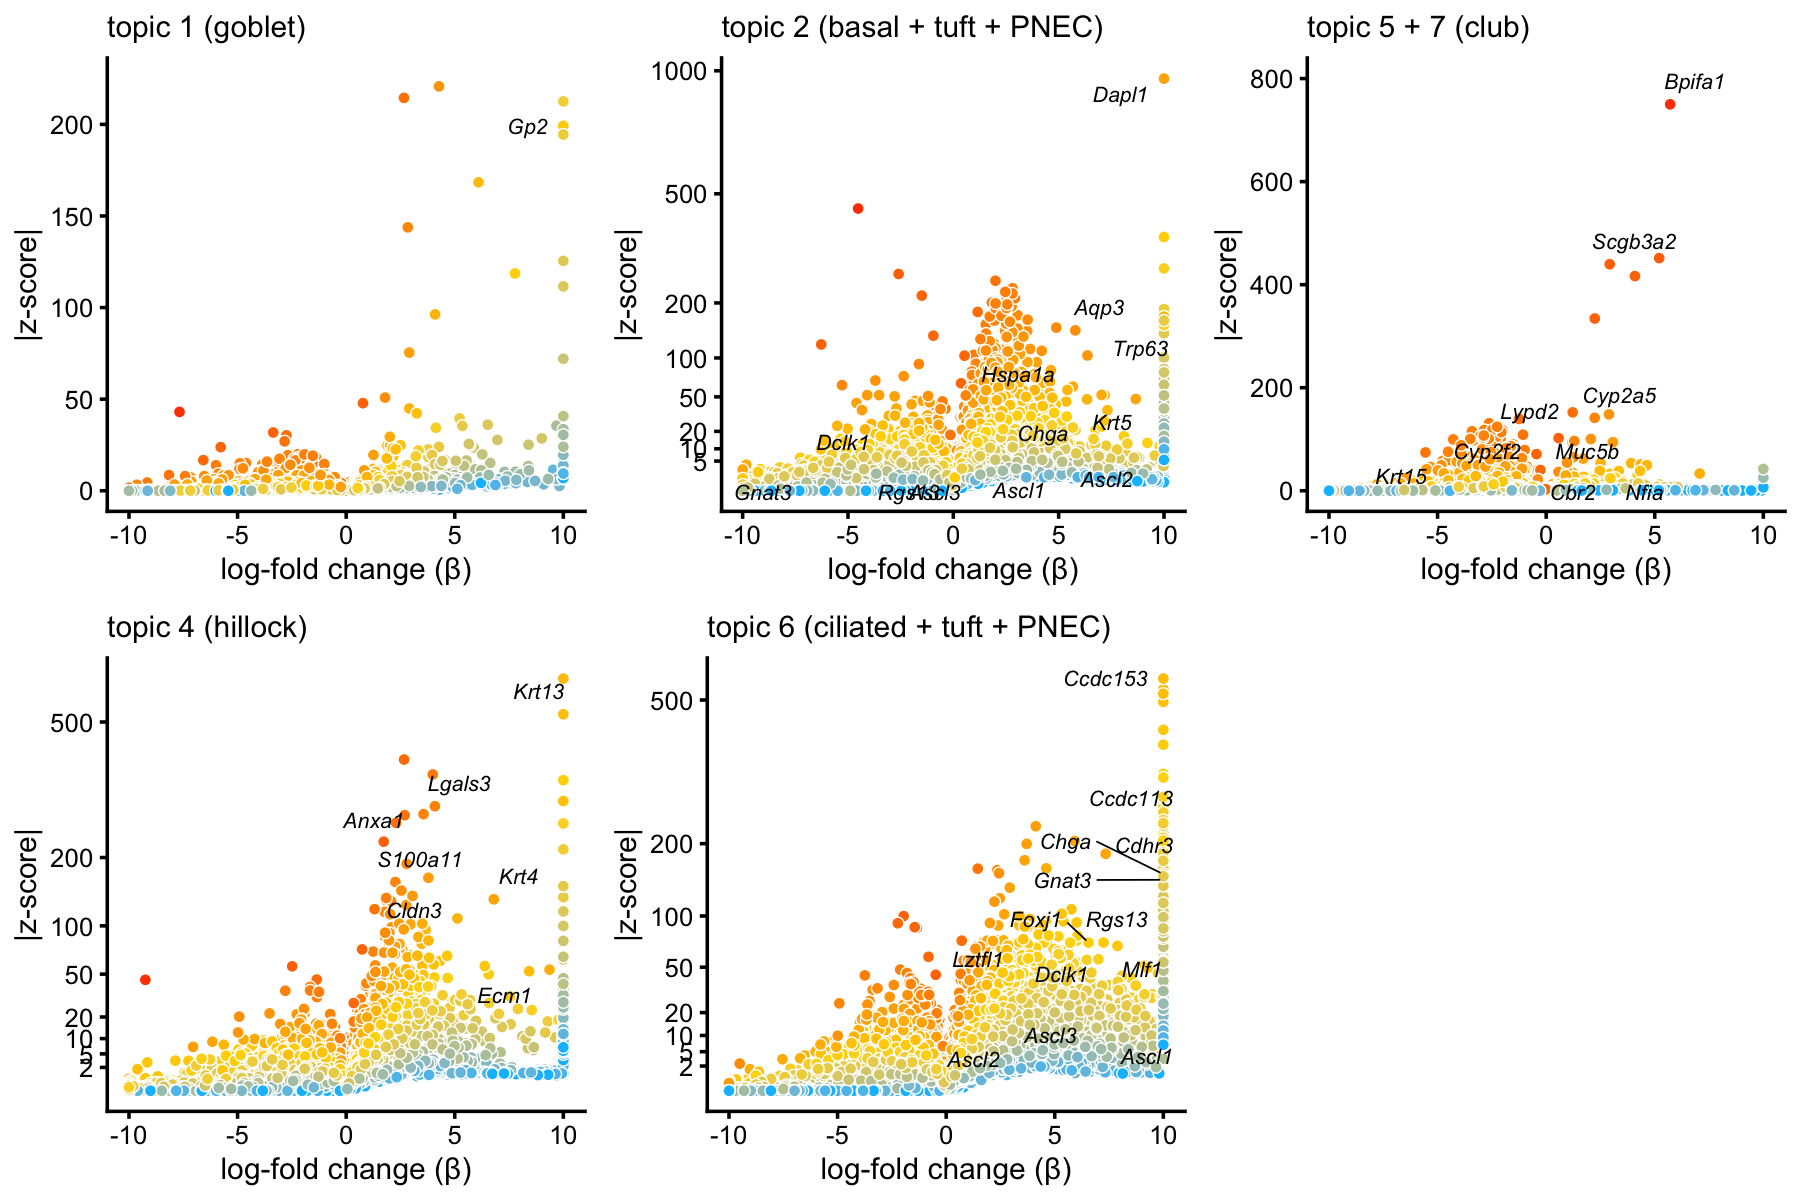 topic 1 (goblet)
|z-score|
200
150
100
50
0
Gp2
-10 -5 0 5 10
log-fold change (β)
topic 2 (basal + tuft + PNEC)
|z-score|
1000
500
200
100
50
20
10
5
Dapl1
Aqp3
Trp63
Hspa1a
Krt5
Chga
Dclk1
Ascl2
Gnat3
Rgs13
Ascl3
Ascl1
-10 -5 0 5 10
log-fold change (β)
topic 5 + 7 (club)
|z-score|
800
600
400
200
0
Bpifa1
Scgb3a2
Cyp2a5
Lypd2
Cyp2f2
Muc5b
Krt15
Cbr2
Nfia
-10 -5 0 5 10
log-fold change (β)
topic 4 (hillock)
|z-score|
500
200
100
50
20
10
5
2
Krt13
Lgals3
Anxa1
S100a11
Krt4
Cldn3
Ecm1
-10 -5 0 5 10
log-fold change (β)
topic 6 (ciliated + tuft + PNEC)
|z-score|
500
200
100
50
20
10
5
2
Ccdc153
Ccdc113
Chga
Cdhr3
Gnat3
Foxj1
Rgs13
Lztfl1
Dclk1
Mlf1
Ascl3
Ascl2
Ascl1
-10 -5 0 5 10
log-fold change (β)